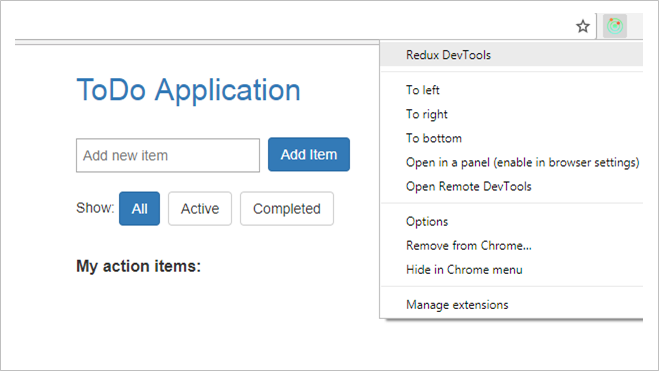 ToDo Application
Add new item
Add Item
Show: All Active Completed
My action items:
Redux DevTools
To left
To right
To bottom
Open in a panel (enable in browser settings)
Open Remote DevTools
Options
Remove from Chrome...
Hide in Chrome menu
Manage extensions